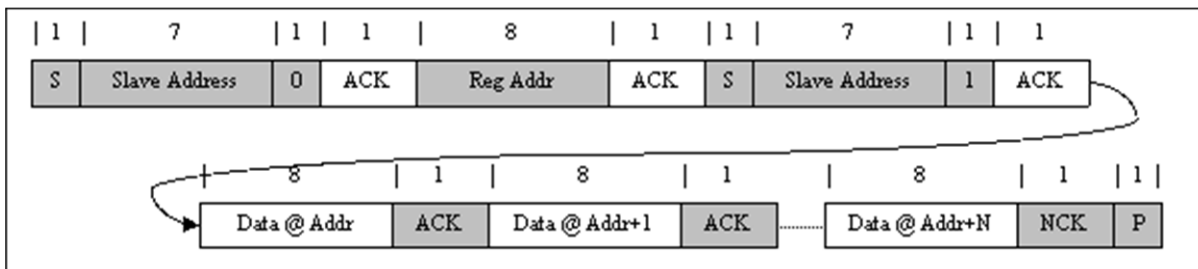 | 1 | 7 | 1 | 1 | 8 | 1 | 1 | 7 | 1 | 1
S Slave Address 0 ACK Reg Addr ACK S Slave Address 1 ACK
| 8 | 1 | 8 | 1 | 8 | 1 | 1 |
Data @ Addr ACK Data @ Addr+1 ACK ........ Data @ Addr+N NCK P